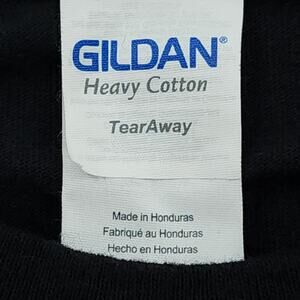 GILDAN®
Heavy Cotton
TearAway
Made in Honduras
Fabriqué au Honduras
Hecho en Honduras